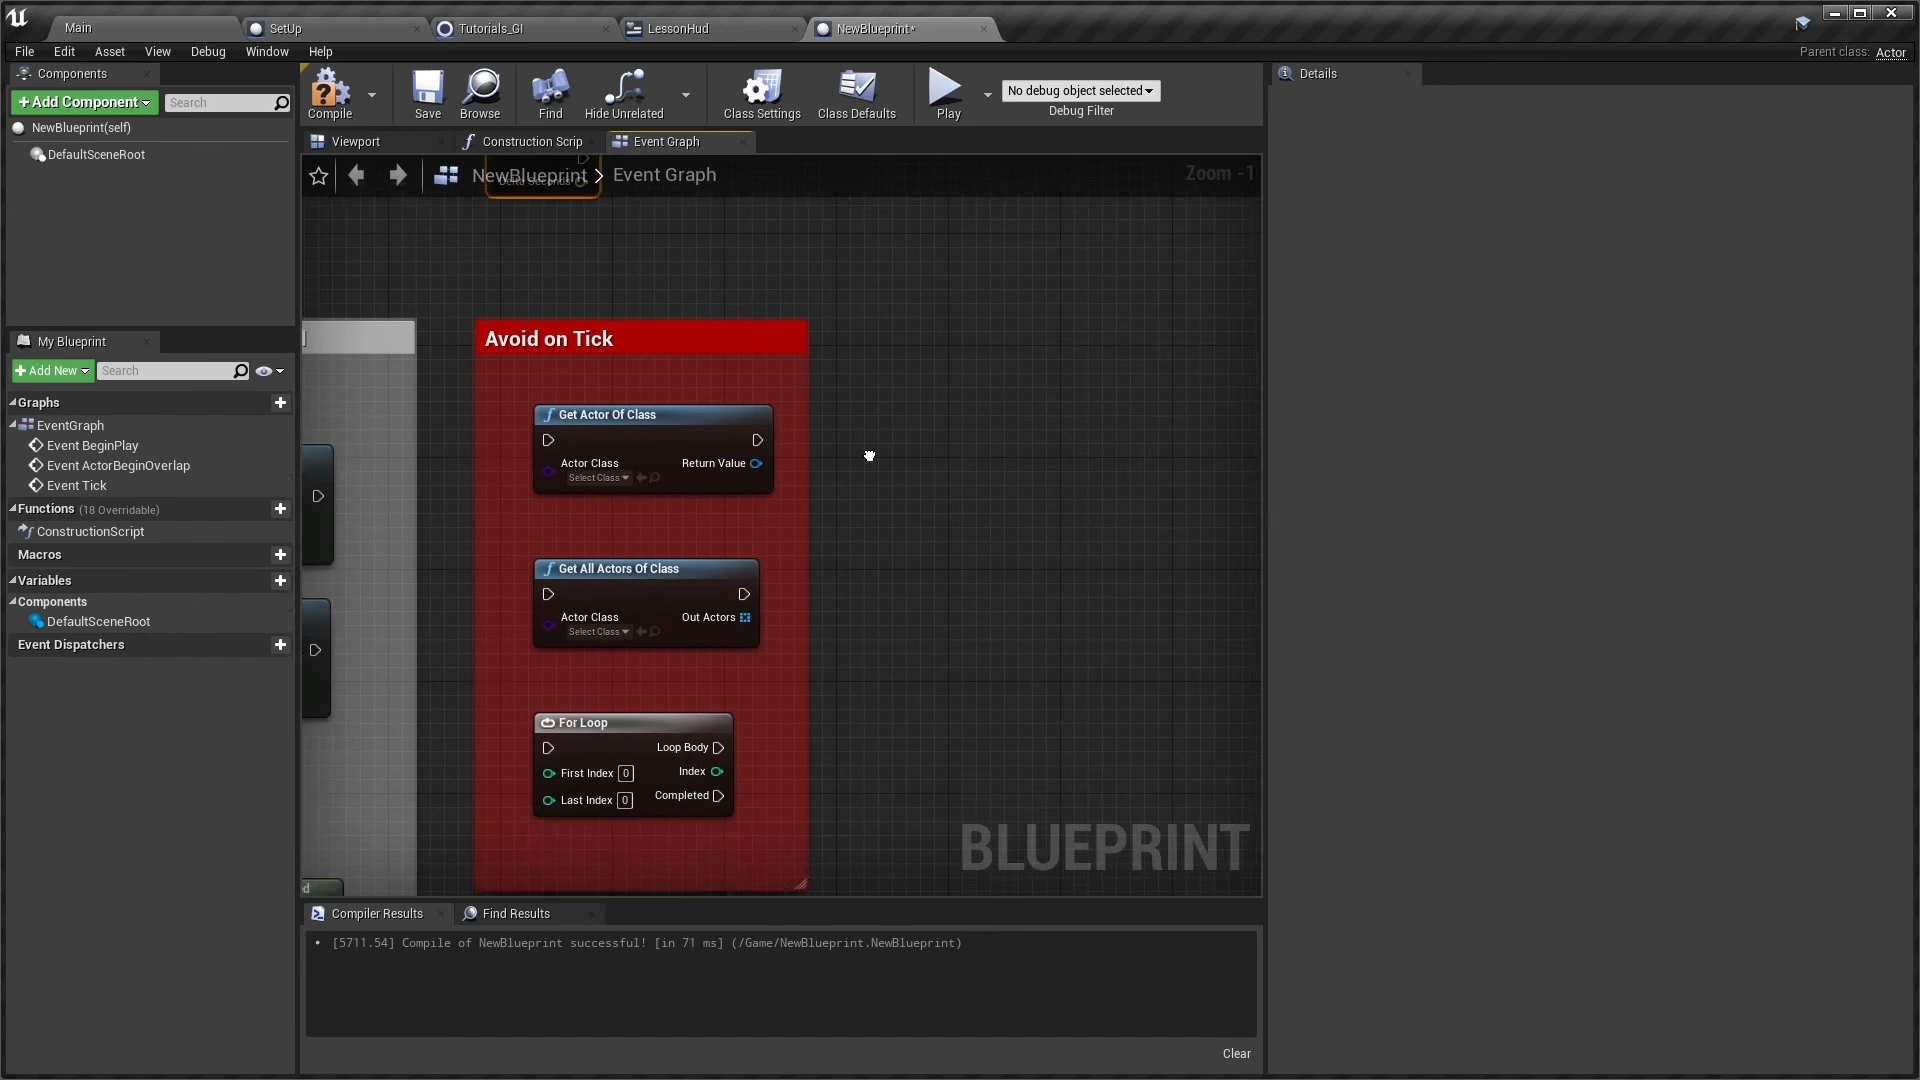 Main
SetUp
Tutorials_GI
LessonHud
NewBlueprint*
File Edit Asset View Debug Window Help
Parent class: Actor
Components
Add Component
Search
NewBlueprint(self)
DefaultSceneRoot
Compile
Save
Browse
Find
Hide Unrelated
Class Settings
Class Defaults
Play
No debug object selected
Debug Filter
Details
Viewport
Construction Scrip
Event Graph
NewBlueprint > Event Graph
Zoom -1
Delta Seconds
My Blueprint
+ Add New
Search
Graphs
EventGraph
Event BeginPlay
Event ActorBeginOverlap
Event Tick
Functions (18 Overridable)
ConstructionScript
Macros
Variables
Components
DefaultSceneRoot
Event Dispatchers
Avoid on Tick
Get Actor Of Class
Actor Class
Select Class
Return Value
Get All Actors Of Class
Actor Class
Select Class
Out Actors
For Loop
Loop Body
First Index 0
Index
Last Index 0
Completed
BLUEPRINT
Compiler Results
Find Results
[5711.54] Compile of NewBlueprint successful! [in 71 ms] (/Game/NewBlueprint.NewBlueprint)
Clear